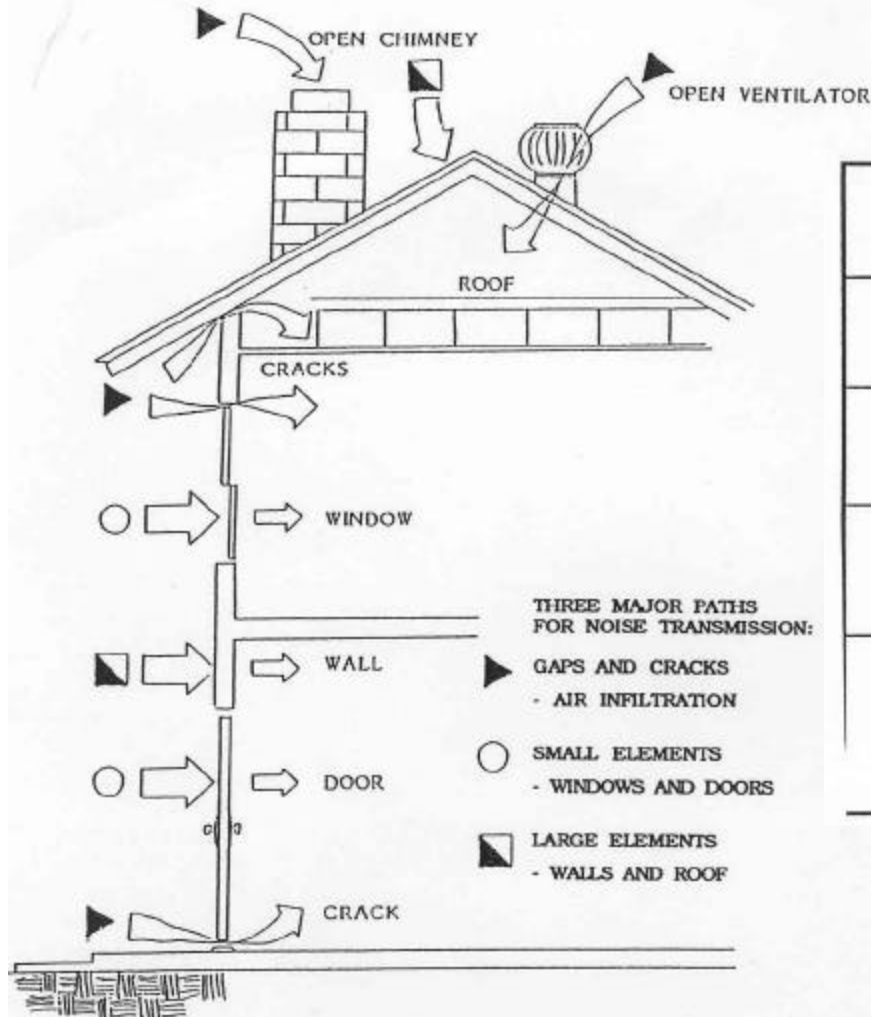 OPEN CHIMNEY
OPEN VENTILATOR
ROOF
CRACKS
WINDOW
THREE MAJOR PATHS
FOR NOISE TRANSMISSION:
WALL
GAPS AND CRACKS
- AIR INFILTRATION
DOOR
SMALL ELEMENTS
- WINDOWS AND DOORS
LARGE ELEMENTS
- WALLS AND ROOF
CRACK